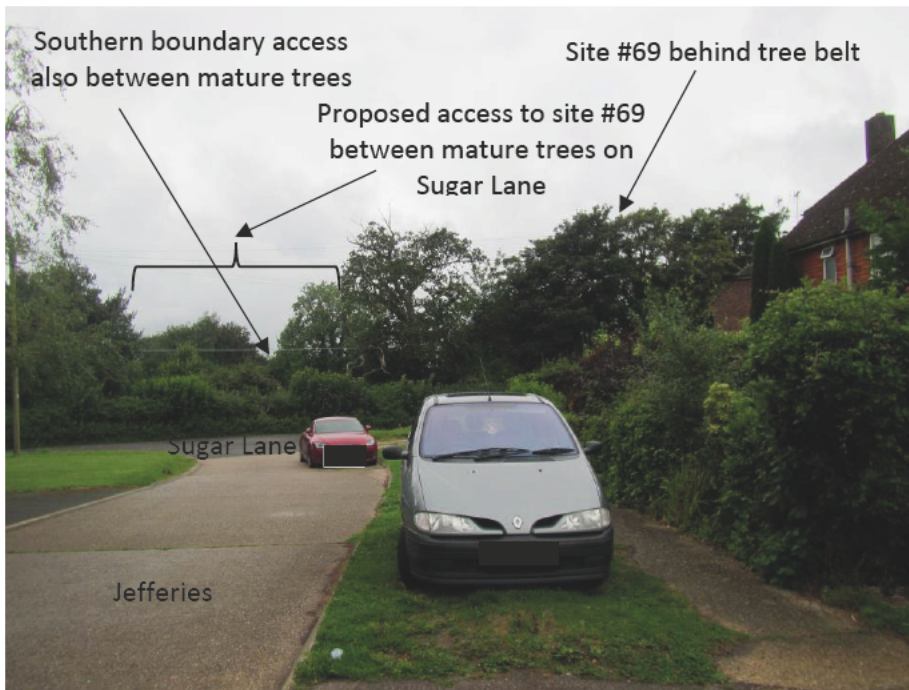 Southern boundary access
also between mature trees
Site #69 behind tree belt
Proposed access to site #69
between mature trees on
Sugar Lane
Sugar Lane
Jefferies